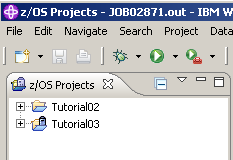 z/OS Projects - JOB02871.out - IBM W
File Edit Navigate Search Project Data
z/OS Projects
Tutorial02
Tutorial03